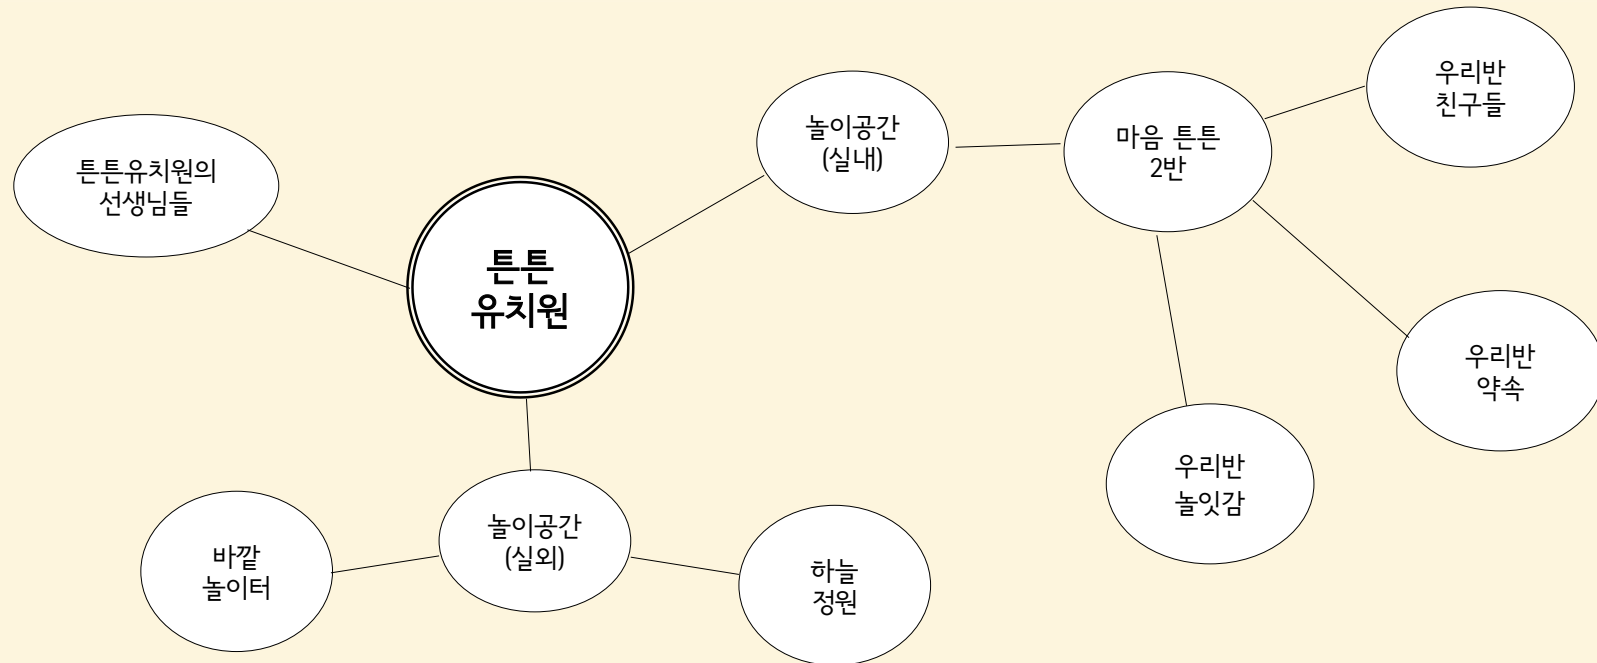 튼튼유치원의
선생님들
튼튼
유치원
놀이공간
(실내)
마음 튼튼
2반
우리반
친구들
우리반
약속
우리반
놀잇감
놀이공간
(실외)
바깥
놀이터
하늘
정원